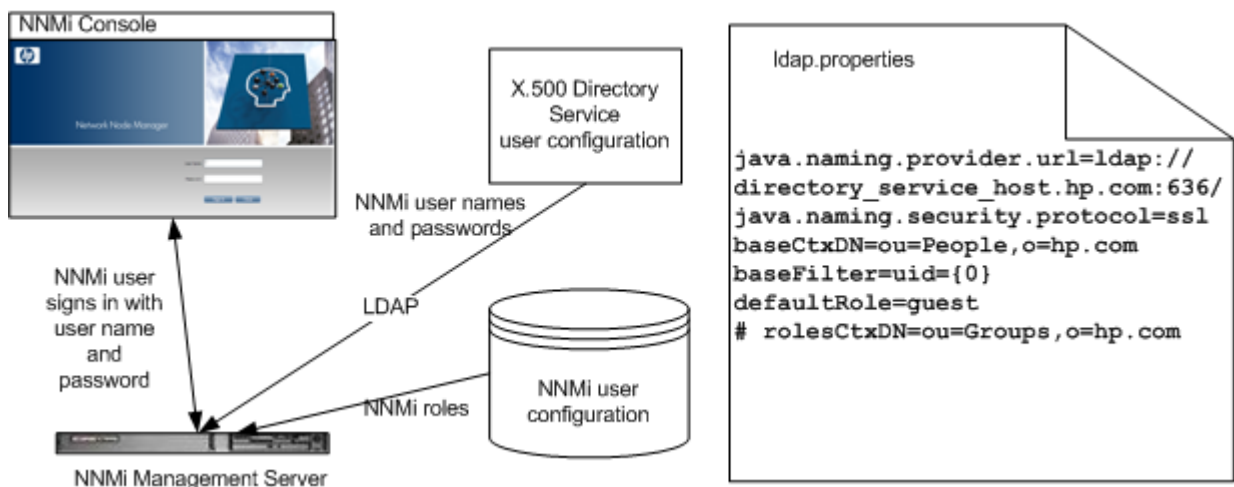 NNMi Console
hp
Network Node Manager
NNMi user
signs in with
user name
and
password
NNMi Management Server
X.500 Directory
Service
user configuration
NNMi user names
and passwords
LDAP
NNMi roles
NNMi user
configuration
ldap.properties
java.naming.provider.url=ldap://
directory_service_host.hp.com:636/
java.naming.security.protocol=ssl
baseCtxDN=ou=People,o=hp.com
baseFilter=uid={0}
defaultRole=guest
# rolesCtxDN=ou=Groups,o=hp.com